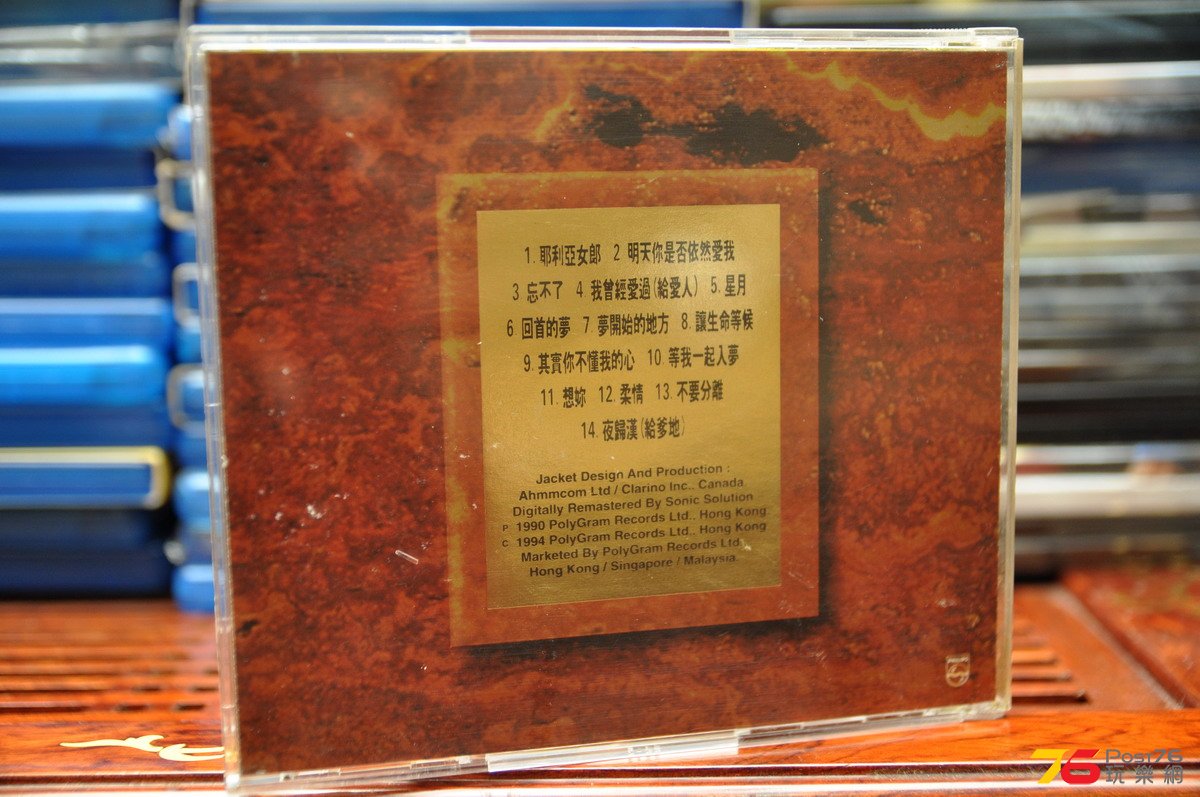 1. 耶利亞女郎 2 明天你是否依然愛我
3 忘不了 4. 我曾經愛過(給愛人) 5. 星月
6. 回首的夢 7. 夢開始的地方 8. 讓生命等候
9. 其實你不懂我的心 10. 等我一起入夢
11. 想妳 12. 柔情 13. 不要分離
14. 夜歸漢(給爹地)
Jacket Design And Production :
Ahmmcom Ltd / Clarino Inc.. Canada
Digitally Remastered By Sonic Solution
P 1990 PolyGram Records Ltd.. Hong Kong
C 1994 PolyGram Records Ltd.. Hong Kong
Marketed By PolyGram Records Ltd.
Hong Kong / Singapore / Malaysia.
76 Post76
玩樂網